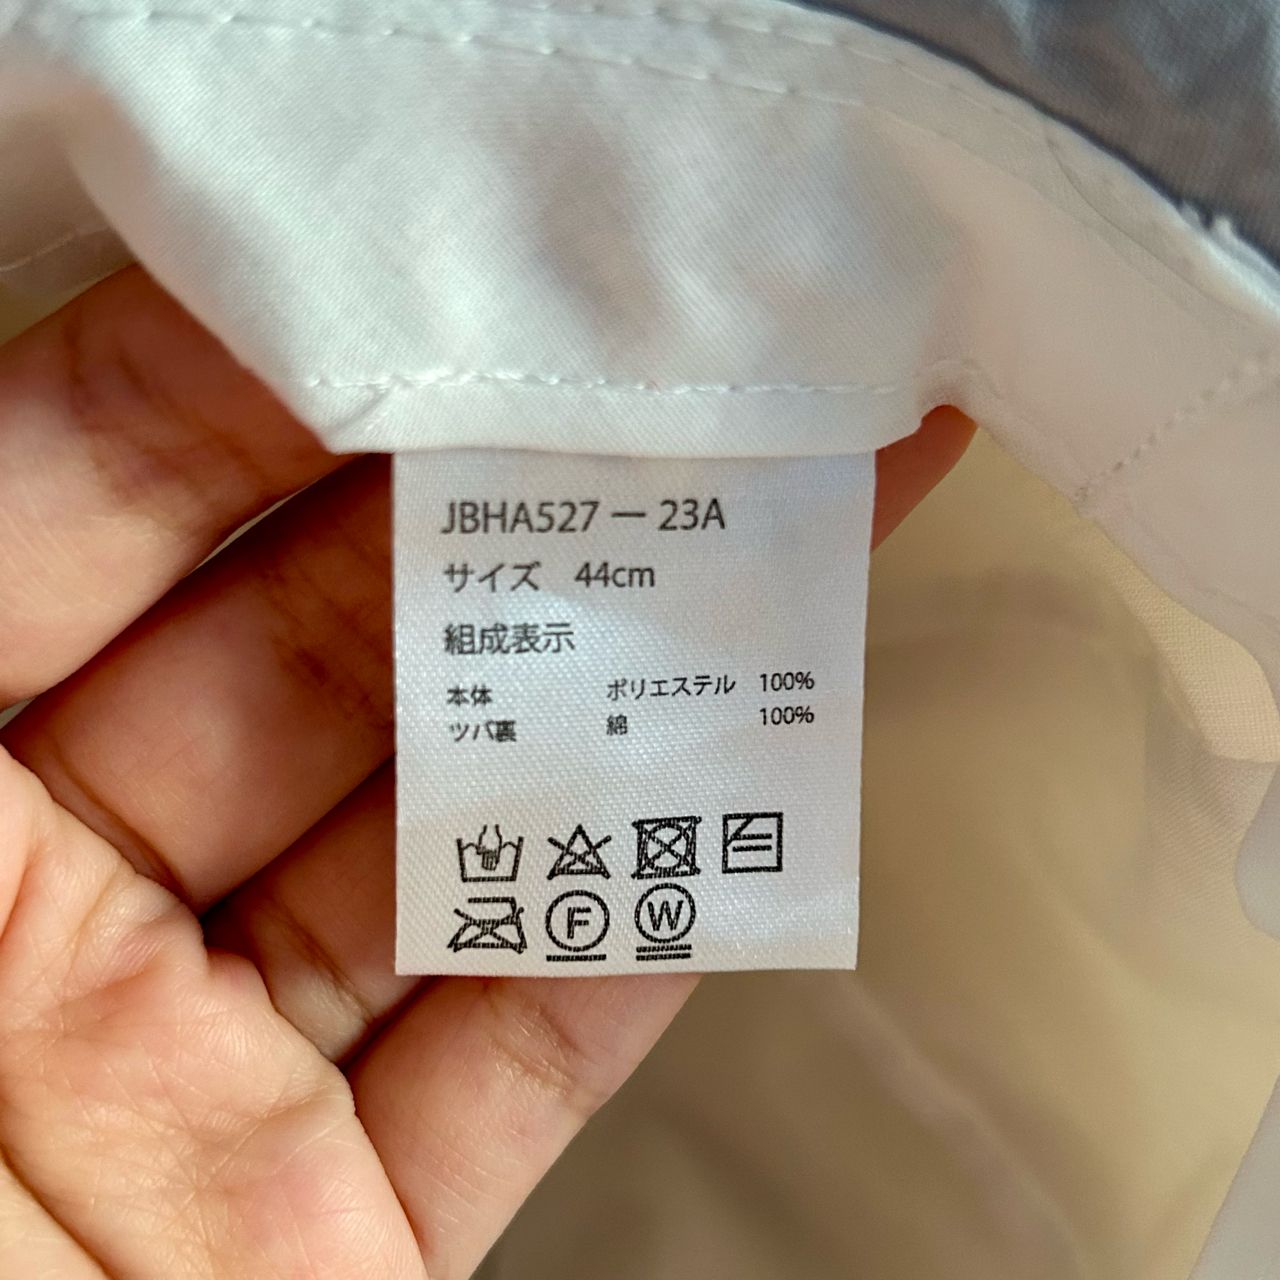 JBHA527 ー 23A
サイズ　44cm
組成表示
本体　ポリエステル　100%
ツバ裏　綿　100%
F W